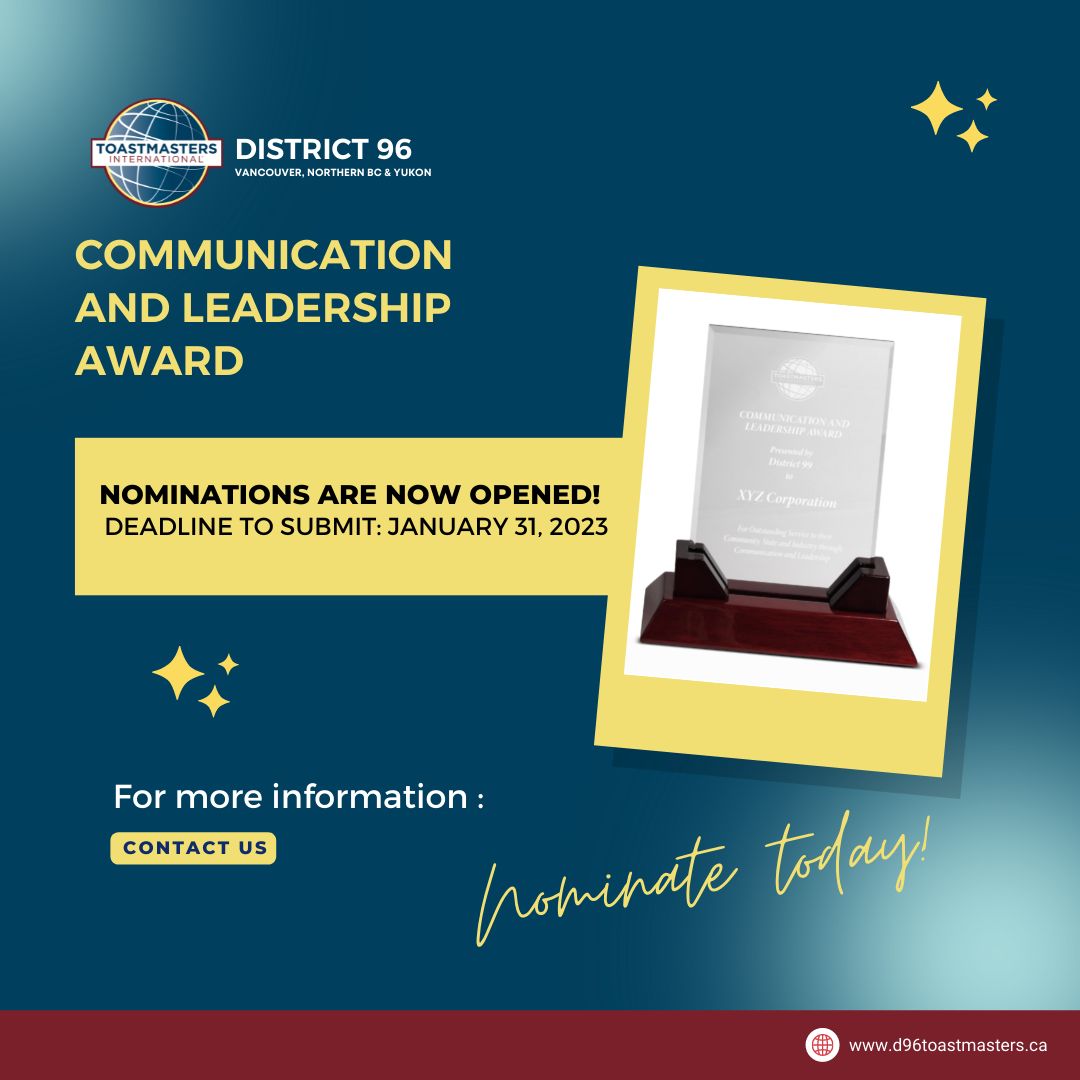 TOASTMASTERS
INTERNATIONAL
DISTRICT 96
VANCOUVER, NORTHERN BC & YUKON
COMMUNICATION
AND LEADERSHIP
AWARD
TOASTMASTERS
COMMUNICATION AND
LEADERSHIP AWARD
Presented by
District 99
to
XYZ Corporation
For Outstanding Service to their
Community, State and Industry through
Communication and Leadership
NOMINATIONS ARE NOW OPENED!
DEADLINE TO SUBMIT: JANUARY 31, 2023
For more information :
CONTACT US
Nominate today!
www.d96toastmasters.ca